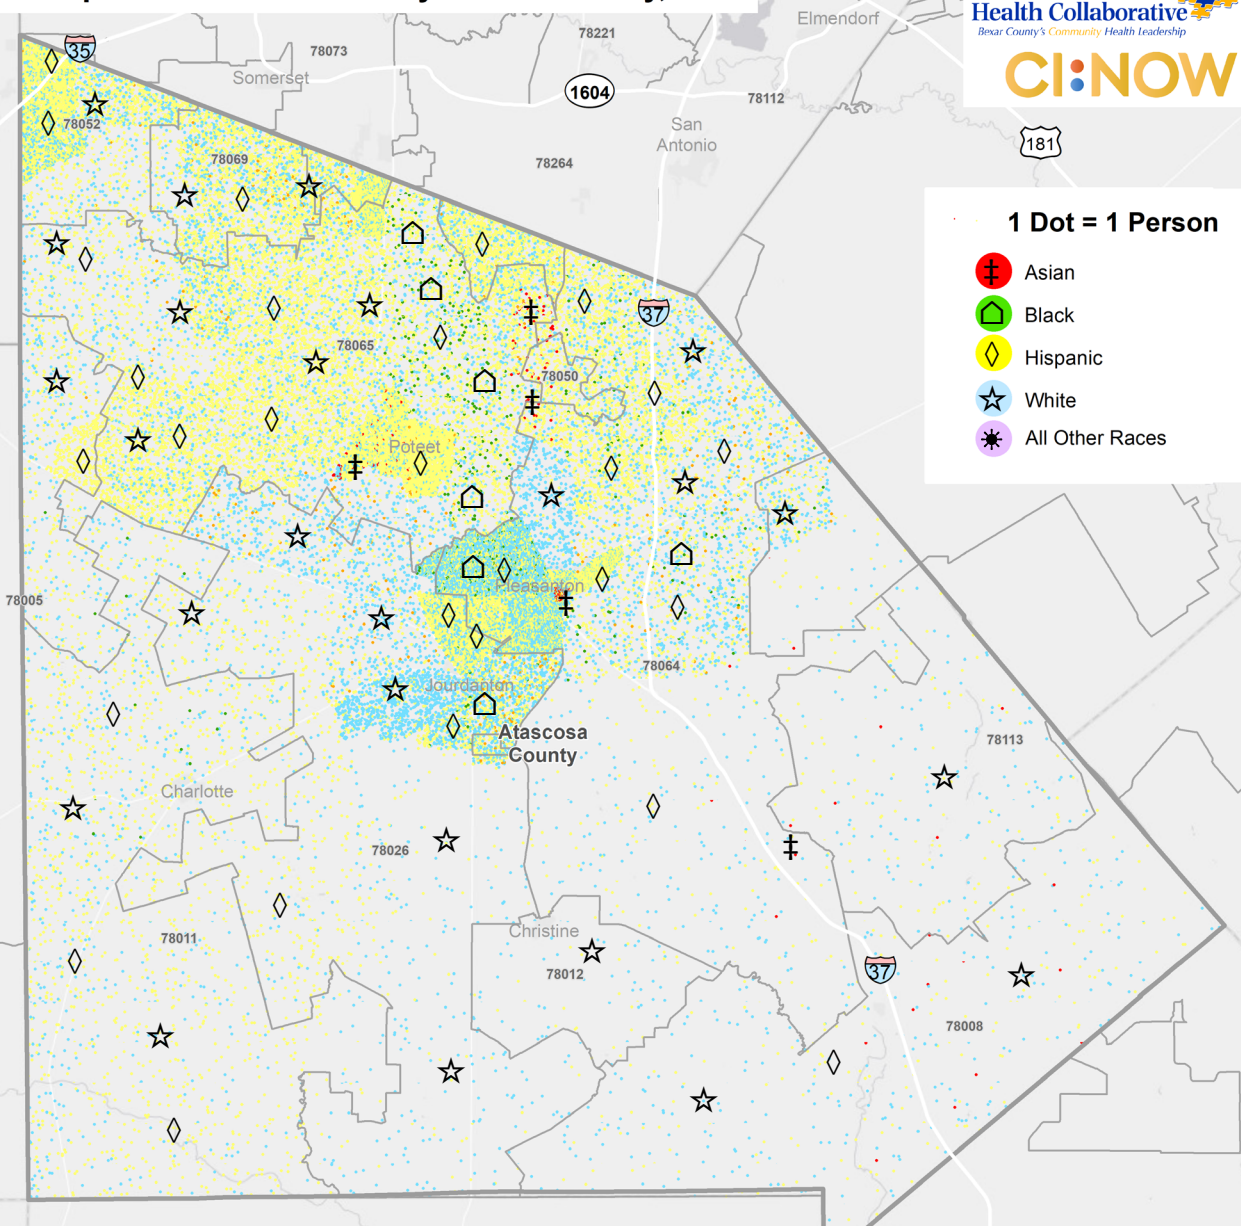 Health Collaborative
Bexar County's Community Health Leadership
CI:NOW
Elmendorf
78221
35
78073
Somerset
1604
78112
San
Antonio
181
78052
78069
78264
1 Dot = 1 Person
Asian
Black
Hispanic
White
All Other Races
37
78065
78050
Poteet
Pleasanton
78005
78064
Jourdanton
Atascosa
County
78113
Charlotte
78026
78011
Christine
78012
37
78008